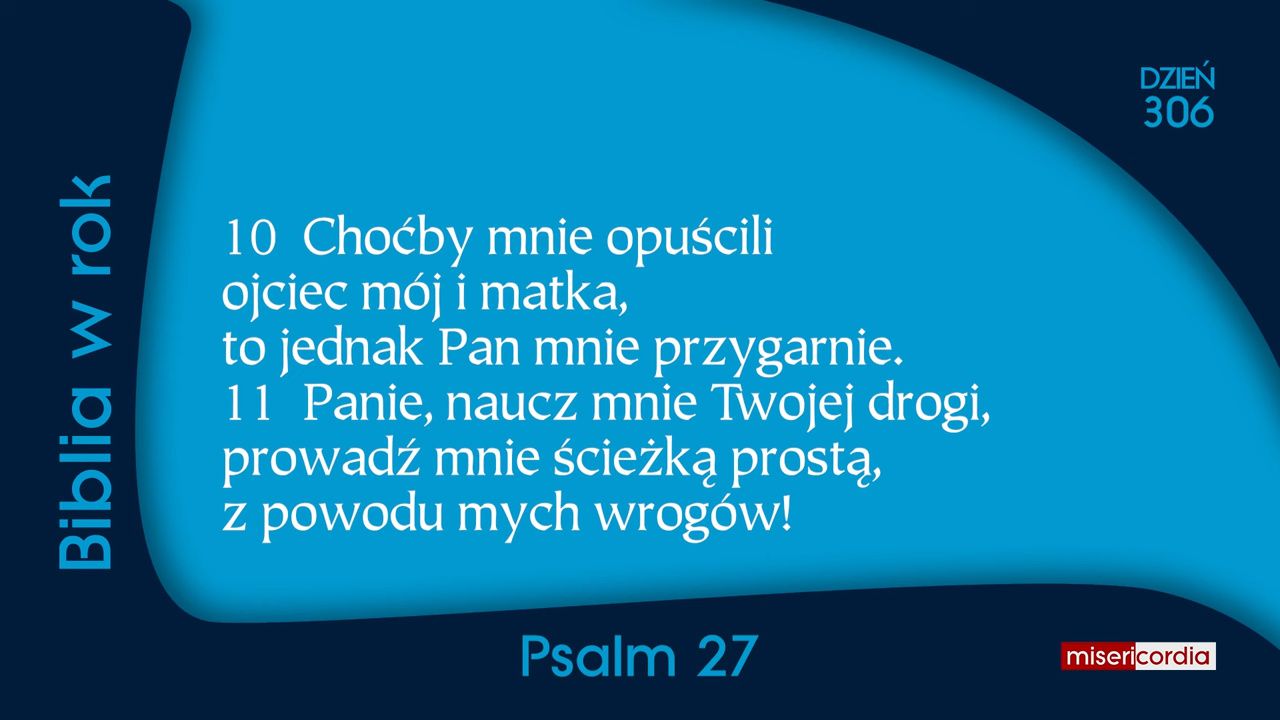 DZIEŃ
306
Biblia w rok
10 Choćby mnie opuścili
ojciec mój i matka,
to jednak Pan mnie przygarnie.
11 Panie, naucz mnie Twojej drogi,
prowadź mnie ścieżką prostą,
z powodu mych wrogów!
Psalm 27
misericordia